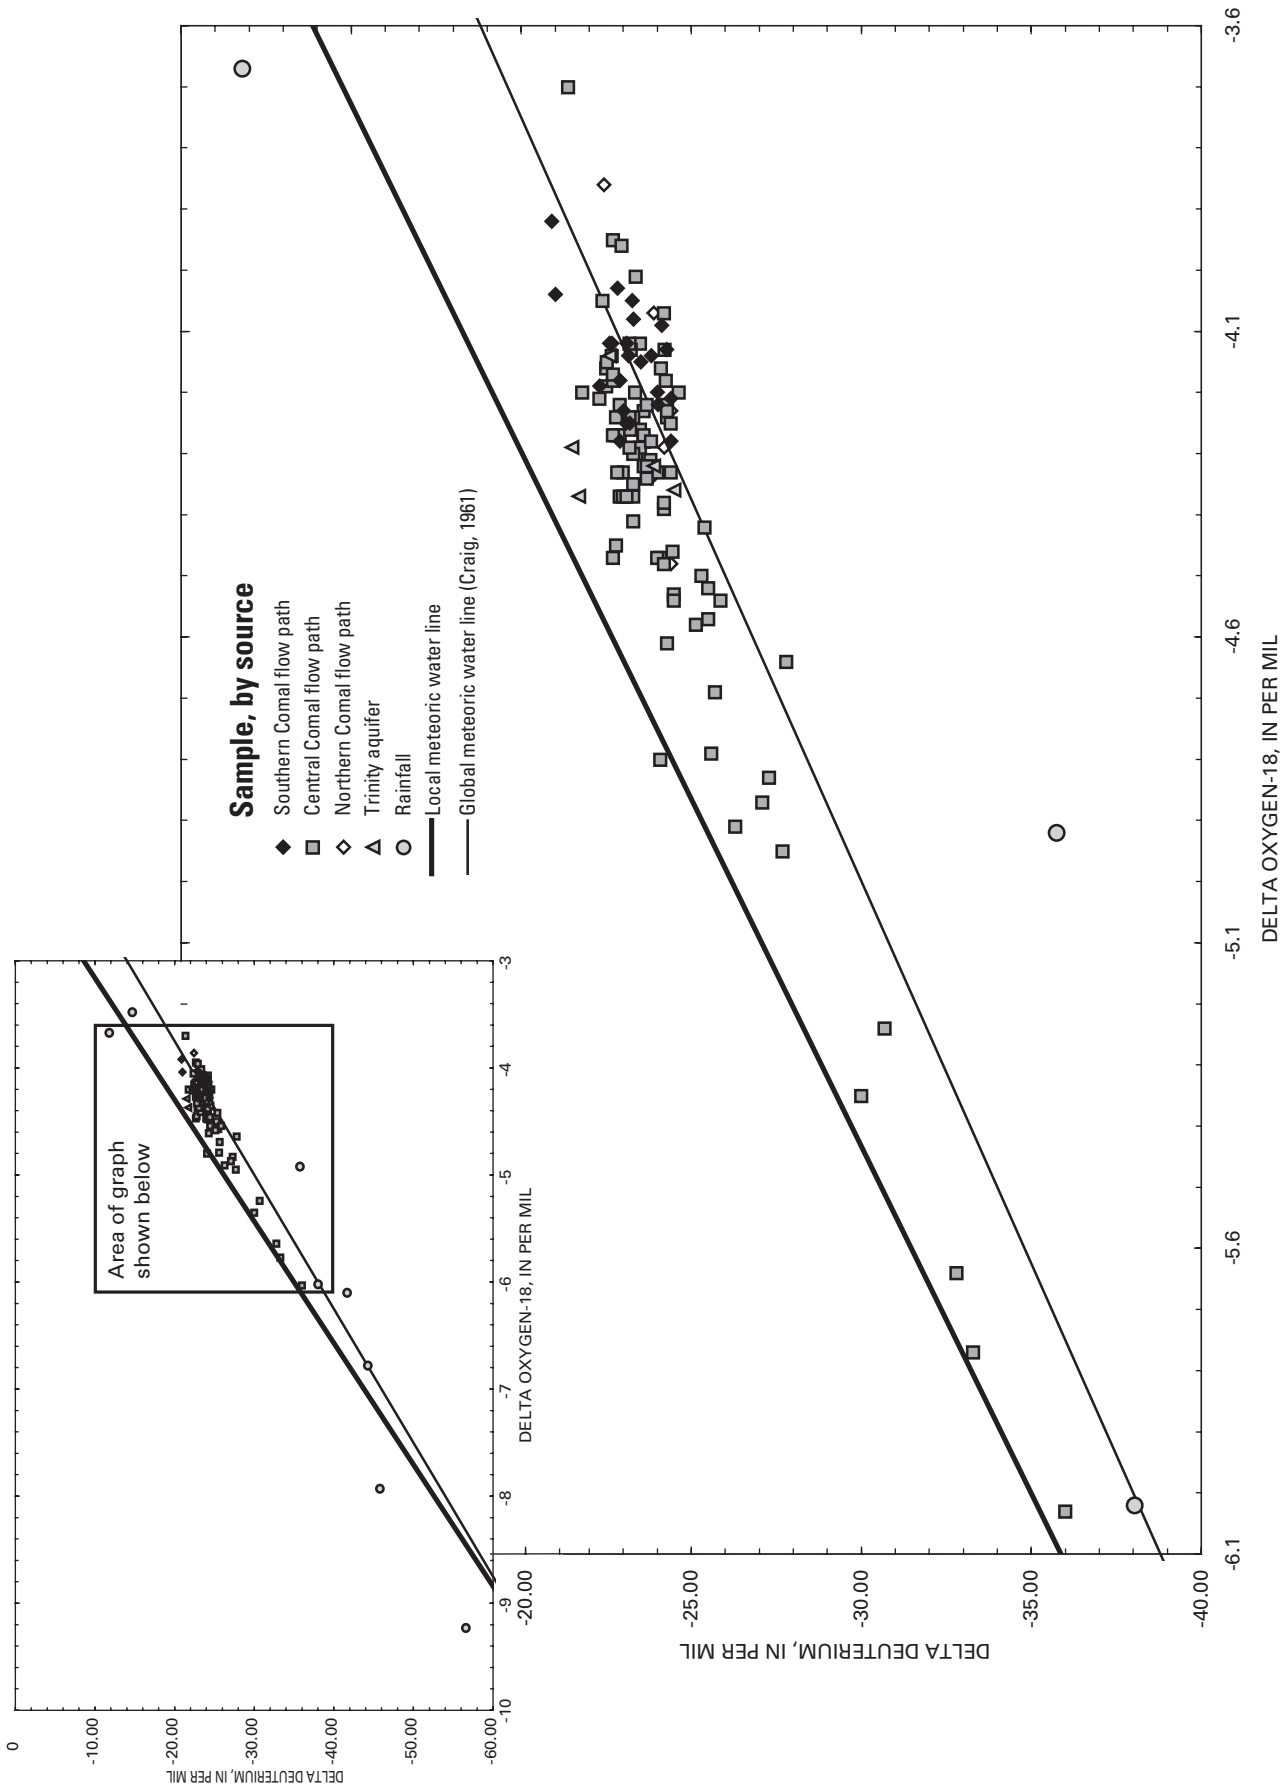 0
-10.00
-20.00
-30.00
-40.00
-50.00
-60.00
DELTA DEUTERIUM, IN PER MIL
-10
-9
-8
-7
-6
-5
-4
-3
DELTA OXYGEN-18, IN PER MIL
Area of graph
shown below
Sample, by source
Southern Comal flow path
Central Comal flow path
Northern Comal flow path
Trinity aquifer
Rainfall
Local meteoric water line
Global meteoric water line (Craig, 1961)
-20.00
-25.00
-30.00
-35.00
-40.00
DELTA DEUTERIUM, IN PER MIL
-6.1
-5.6
-5.1
-4.6
-4.1
-3.6
DELTA OXYGEN-18, IN PER MIL